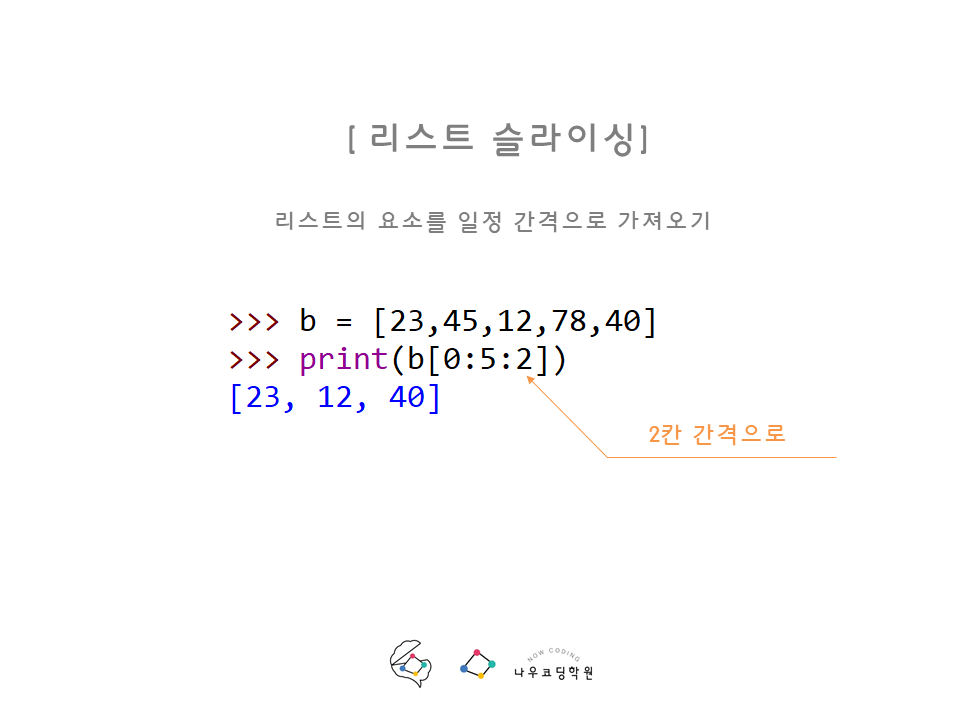 [ 리스트 슬라이싱]
리스트의 요소를 일정 간격으로 가져오기
>>> b = [23,45,12,78,40]
>>> print(b[0:5:2])
[23, 12, 40]
2칸 간격으로
NOW CODING
나우코딩학원